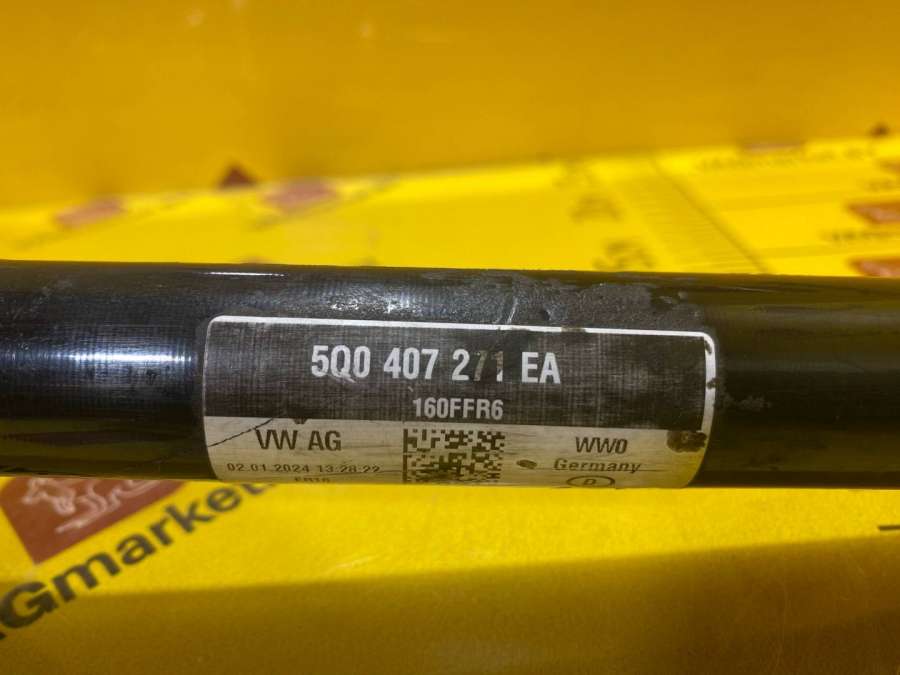 5Q0 407 271 EA
160FFR6
VW AG
WW0
02.01.2024 13:28:22
Germany
D
Gmarket